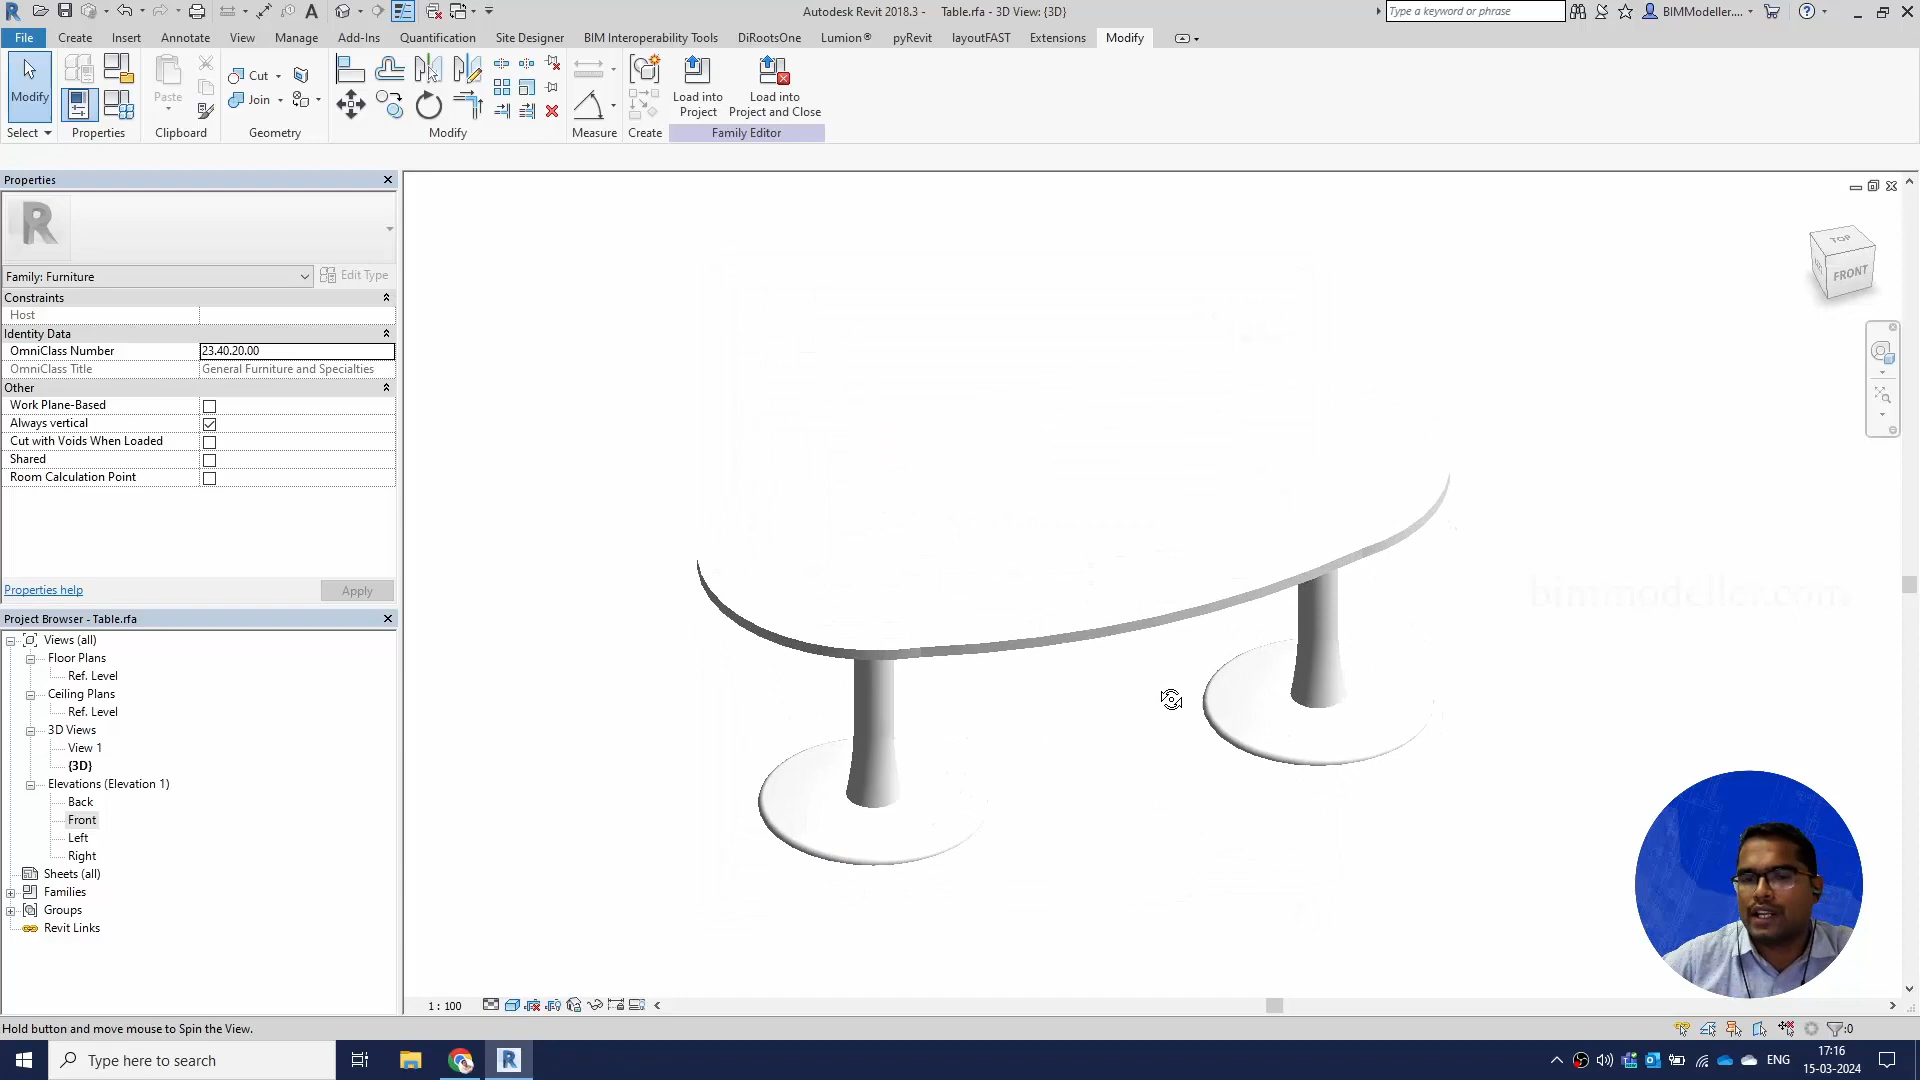 Autodesk Revit 2018.3 -     Table.rfa - 3D View: {3D}
Type a keyword or phrase
BIMModeller....
File Create Insert Annotate View Manage Add-Ins Quantification Site Designer BIM Interoperability Tools DiRootsOne Lumion® pyRevit layoutFAST Extensions Modify
Modify
Paste
Cut
Join
Load into
Project
Load into
Project and Close
Select Properties Clipboard Geometry Modify Measure Create Family Editor
Properties
Family: Furniture
Edit Type
Constraints
Host
Identity Data
OmniClass Number 23.40.20.00
OmniClass Title General Furniture and Specialties
Other
Work Plane-Based
Always vertical
Cut with Voids When Loaded
Shared
Room Calculation Point
Properties help
Apply
Project Browser - Table.rfa
Views (all)
Floor Plans
Ref. Level
Ceiling Plans
Ref. Level
3D Views
View 1
{3D}
Elevations (Elevation 1)
Back
Front
Left
Right
Sheets (all)
Families
Groups
Revit Links
TOP
FRONT
bimmodeller.com
1 : 100
Hold button and move mouse to Spin the View.
:0
Type here to search
ENG
17:16
15-03-2024